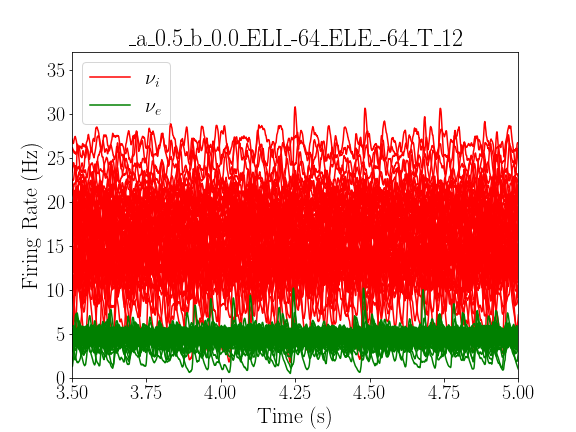 _a_0.5_b_0.0_ELI_-64_ELE_-64_T_12
35
30
25
20
15
10
5
0
Firing Rate (Hz)
ν_i
ν_e
3.50 3.75 4.00 4.25 4.50 4.75 5.00
Time (s)